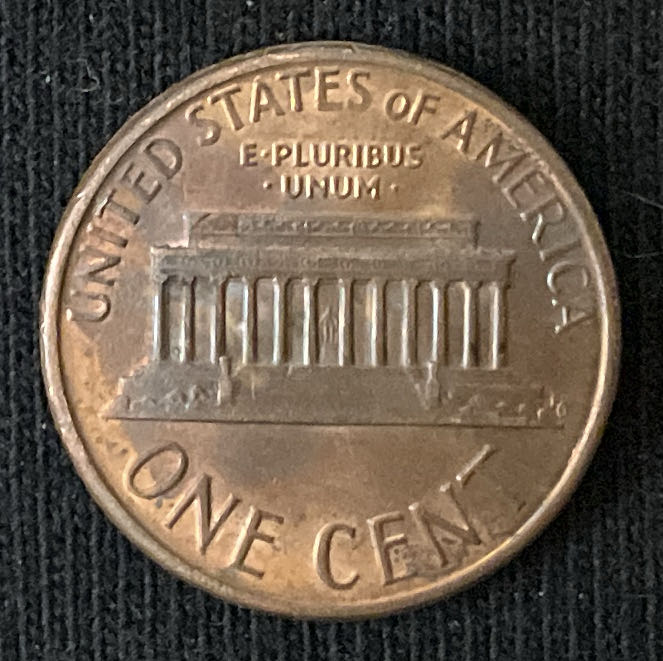 UNITED STATES OF AMERICA
E·PLURIBUS
·UNUM·
ONE CENT